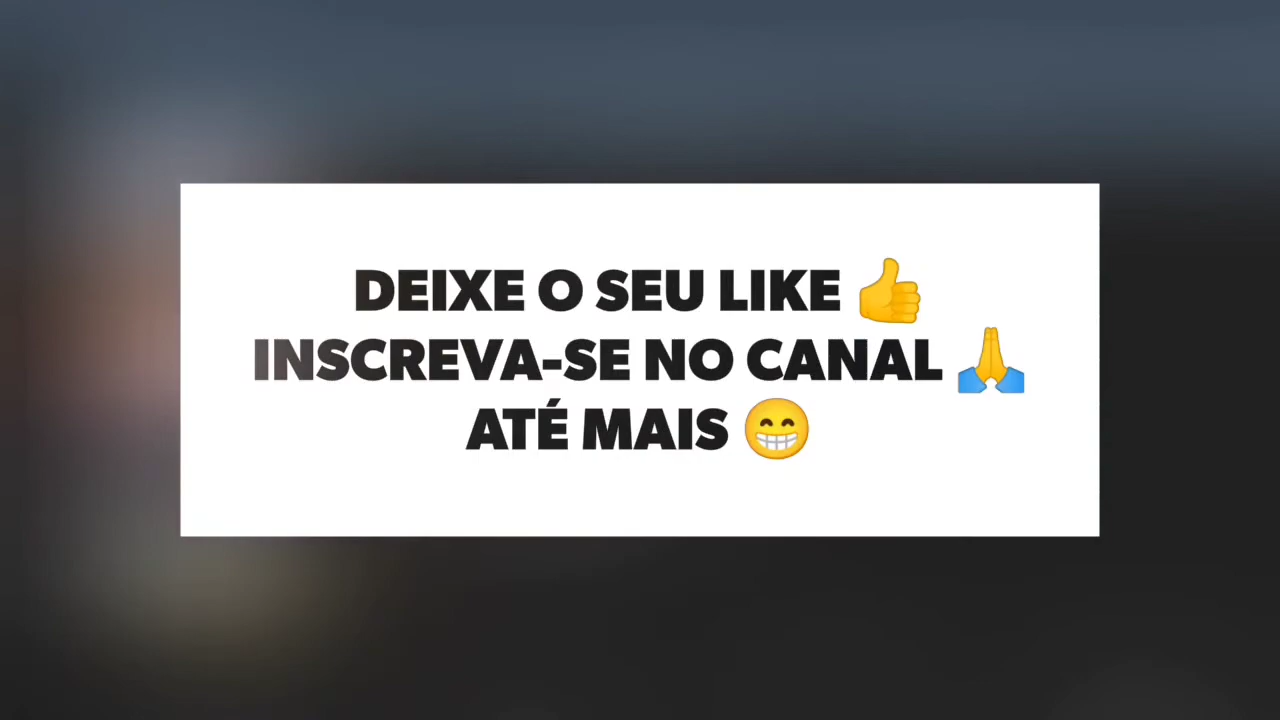 DEIXE O SEU LIKE 👍
INSCREVA-SE NO CANAL 🙏
ATÉ MAIS 😁